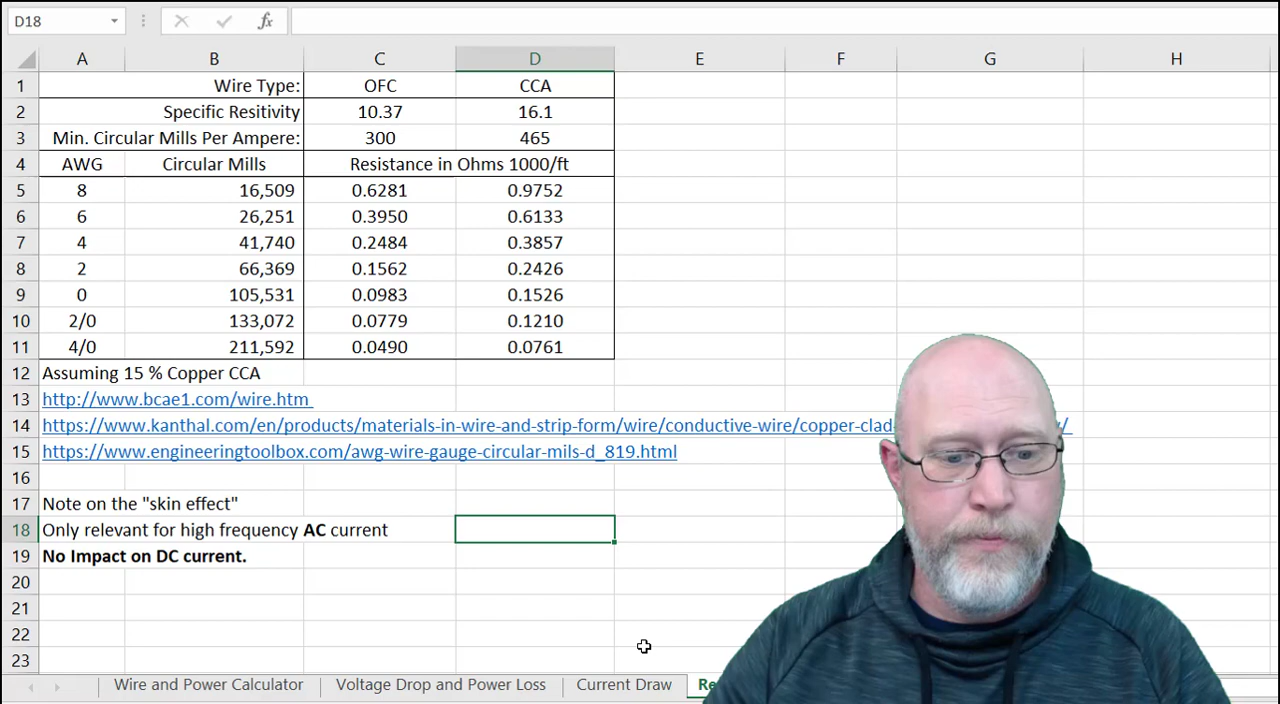 D18
fx
A B C D E F G H
1 Wire Type: OFC CCA
2 Specific Resitivity 10.37 16.1
3 Min. Circular Mills Per Ampere: 300 465
4 AWG Circular Mills Resistance in Ohms 1000/ft
5 8 16,509 0.6281 0.9752
6 6 26,251 0.3950 0.6133
7 4 41,740 0.2484 0.3857
8 2 66,369 0.1562 0.2426
9 0 105,531 0.0983 0.1526
10 2/0 133,072 0.0779 0.1210
11 4/0 211,592 0.0490 0.0761
12 Assuming 15 % Copper CCA
13 http://www.bcae1.com/wire.htm
14 https://www.kanthal.com/en/products/materials-in-wire-and-strip-form/wire/conductive-wire/copper-clad
15 https://www.engineeringtoolbox.com/awg-wire-gauge-circular-mils-d_819.html
16
17 Note on the "skin effect"
18 Only relevant for high frequency AC current
19 No Impact on DC current.
20
21
22
23
Wire and Power Calculator Voltage Drop and Power Loss Current Draw